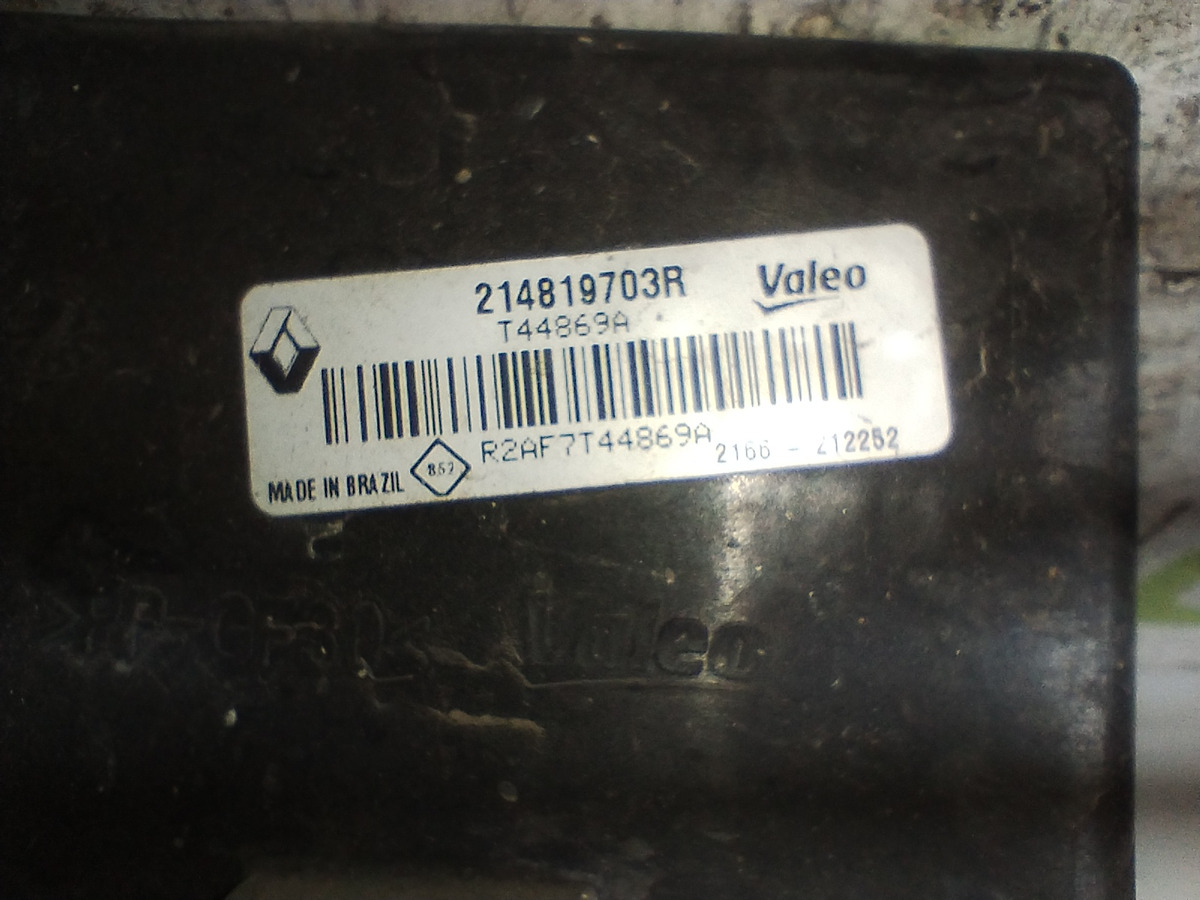 214819703R
Valeo
T44869A
R2AF7T44869A
2166 - 212252
852
MADE IN BRAZIL
Valeo